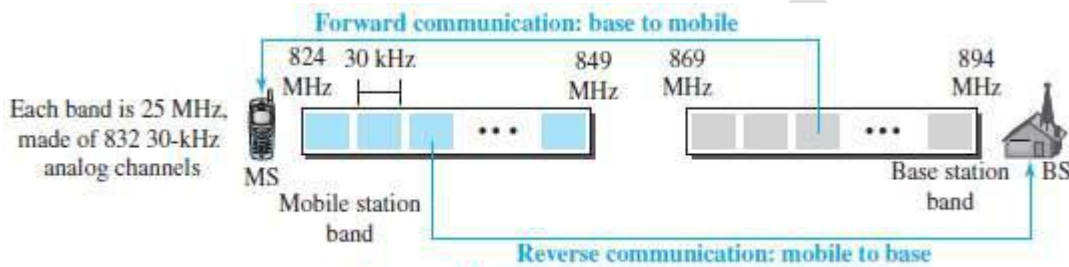 Forward communication: base to mobile
824 MHz
30 kHz
849 MHz
869 MHz
894 MHz
Each band is 25 MHz,
made of 832 30-kHz
analog channels
MS
Mobile station
band
Base station
band
BS
Reverse communication: mobile to base